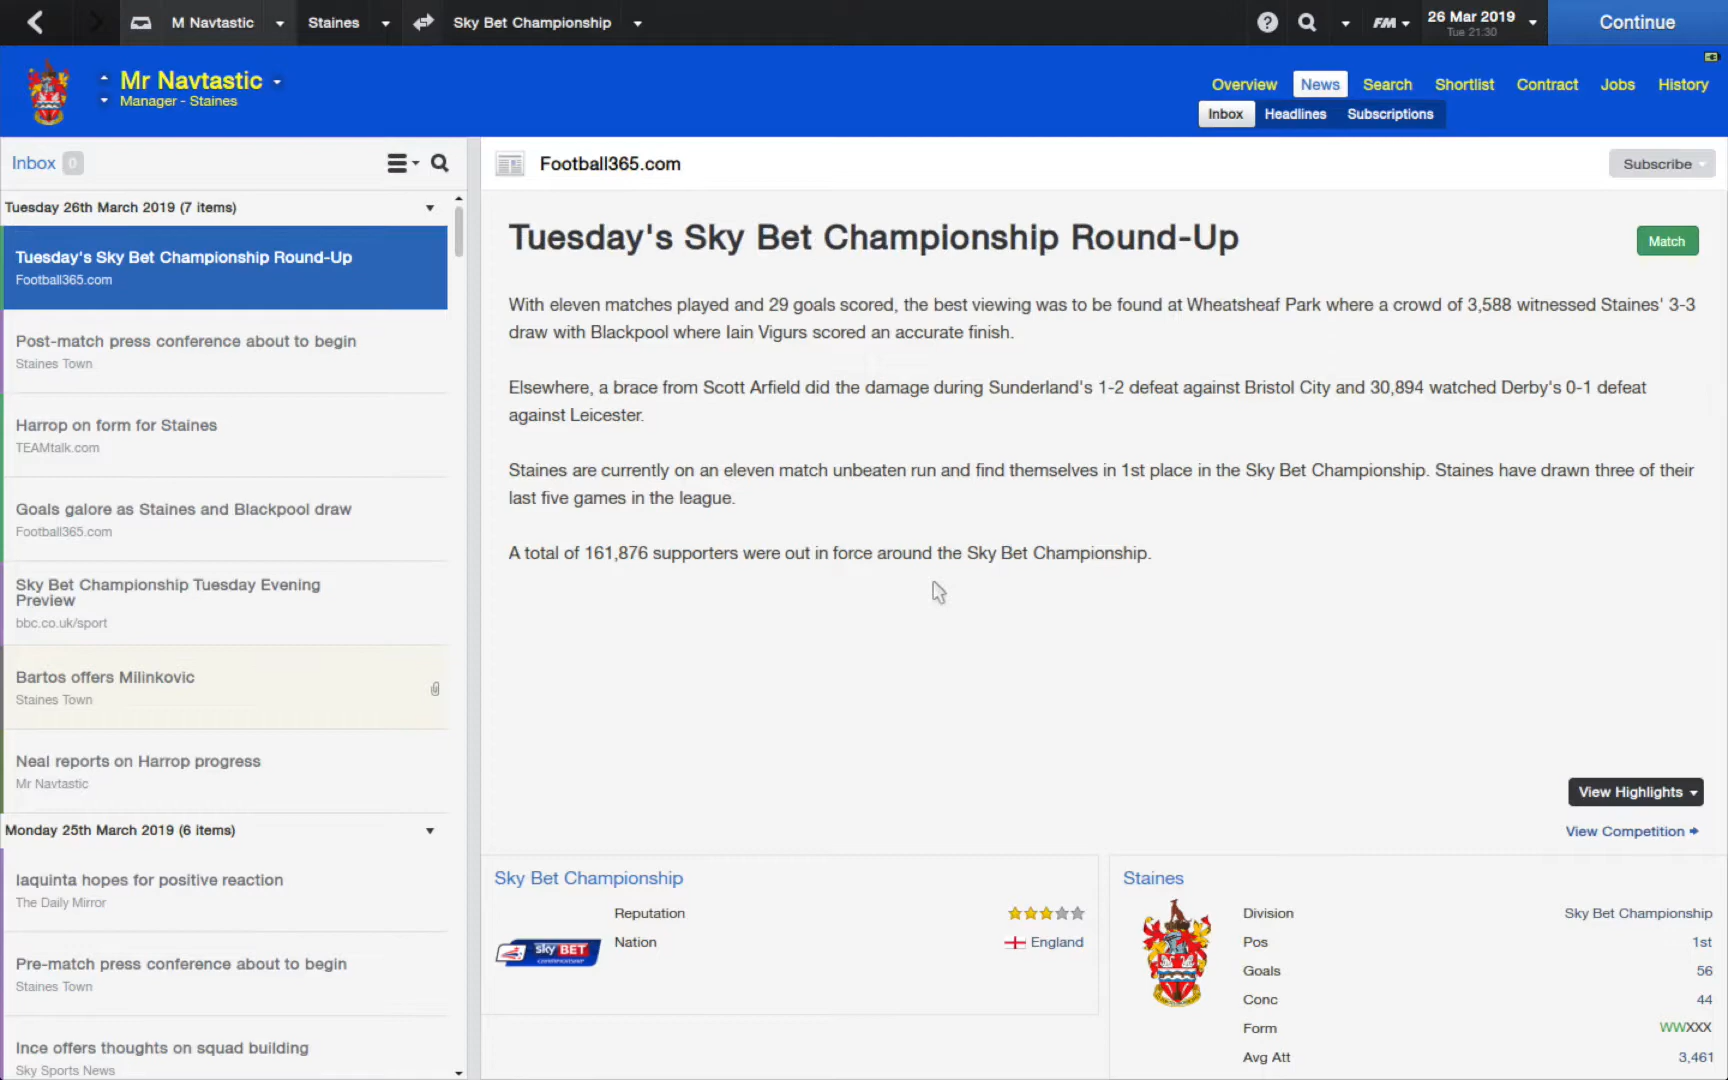 M Navtastic
Staines
Sky Bet Championship
?
FM
26 Mar 2019
Tue 21.30
Continue
Mr Navtastic
Manager - Staines
Overview
News
Search
Shortlist
Contract
Jobs
History
Inbox
Headlines
Subscriptions
Inbox 0
Football365.com
Subscribe
Tuesday 26th March 2019 (7 items)
Tuesday's Sky Bet Championship Round-Up
Football365.com
Post-match press conference about to begin
Staines Town
Harrop on form for Staines
TEAMtalk.com
Goals galore as Staines and Blackpool draw
Football365.com
Sky Bet Championship Tuesday Evening
Preview
bbc.co.uk/sport
Bartos offers Milinkovic
Staines Town
Neal reports on Harrop progress
Mr Navtastic
Monday 25th March 2019 (6 items)
Iaquinta hopes for positive reaction
The Daily Mirror
Pre-match press conference about to begin
Staines Town
Ince offers thoughts on squad building
Sky Sports News
Tuesday's Sky Bet Championship Round-Up
Match
With eleven matches played and 29 goals scored, the best viewing was to be found at Wheatsheaf Park where a crowd of 3,588 witnessed Staines' 3-3
draw with Blackpool where Iain Vigurs scored an accurate finish.
Elsewhere, a brace from Scott Arfield did the damage during Sunderland's 1-2 defeat against Bristol City and 30,894 watched Derby's 0-1 defeat
against Leicester.
Staines are currently on an eleven match unbeaten run and find themselves in 1st place in the Sky Bet Championship. Staines have drawn three of their
last five games in the league.
A total of 161,876 supporters were out in force around the Sky Bet Championship.
View Highlights
View Competition
Sky Bet Championship
Reputation
sky BET
CHAMPIONSHIP
Nation
England
Staines
Division
Sky Bet Championship
Pos
1st
Goals
56
Conc
44
Form
WWXXX
Avg Att
3,461